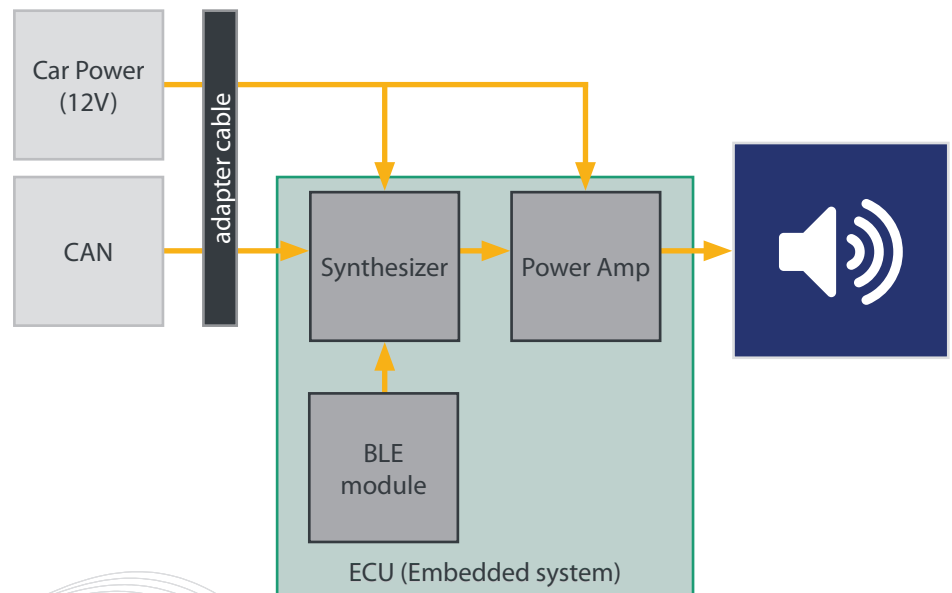 Car Power
(12V)
adapter cable
CAN
Synthesizer
Power Amp
BLE
module
ECU (Embedded system)